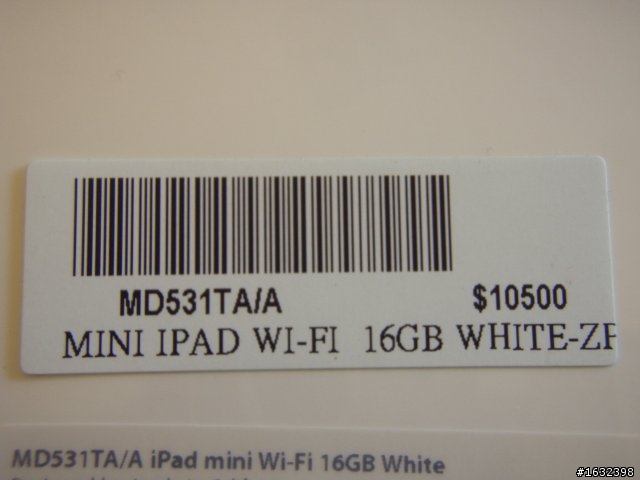 MD531TA/A $10500
MINI IPAD WI-FI 16GB WHITE-ZF
MD531TA/A iPad mini Wi-Fi 16GB White
#1632398